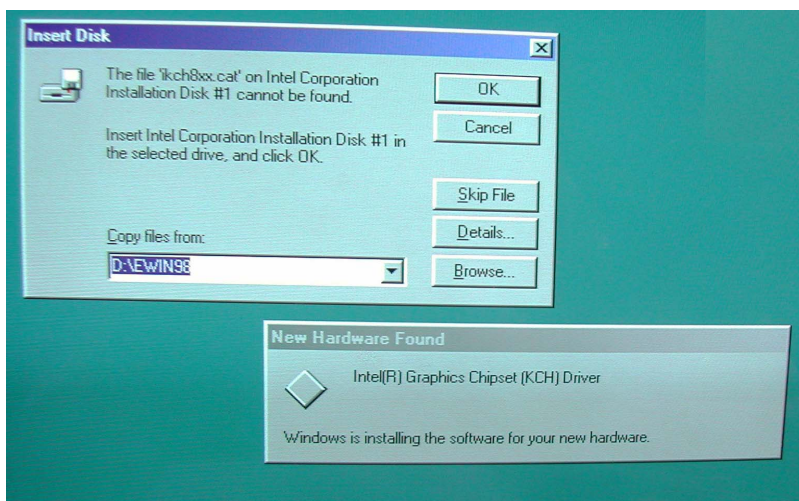 Insert Disk
The file 'ikch8xx.cat' on Intel Corporation
Installation Disk #1 cannot be found.
Insert Intel Corporation Installation Disk #1 in
the selected drive, and click OK.
OK
Cancel
Skip File
Details...
Browse...
Copy files from:
D:\EWIN98
New Hardware Found
Intel(R) Graphics Chipset (KCH) Driver
Windows is installing the software for your new hardware.